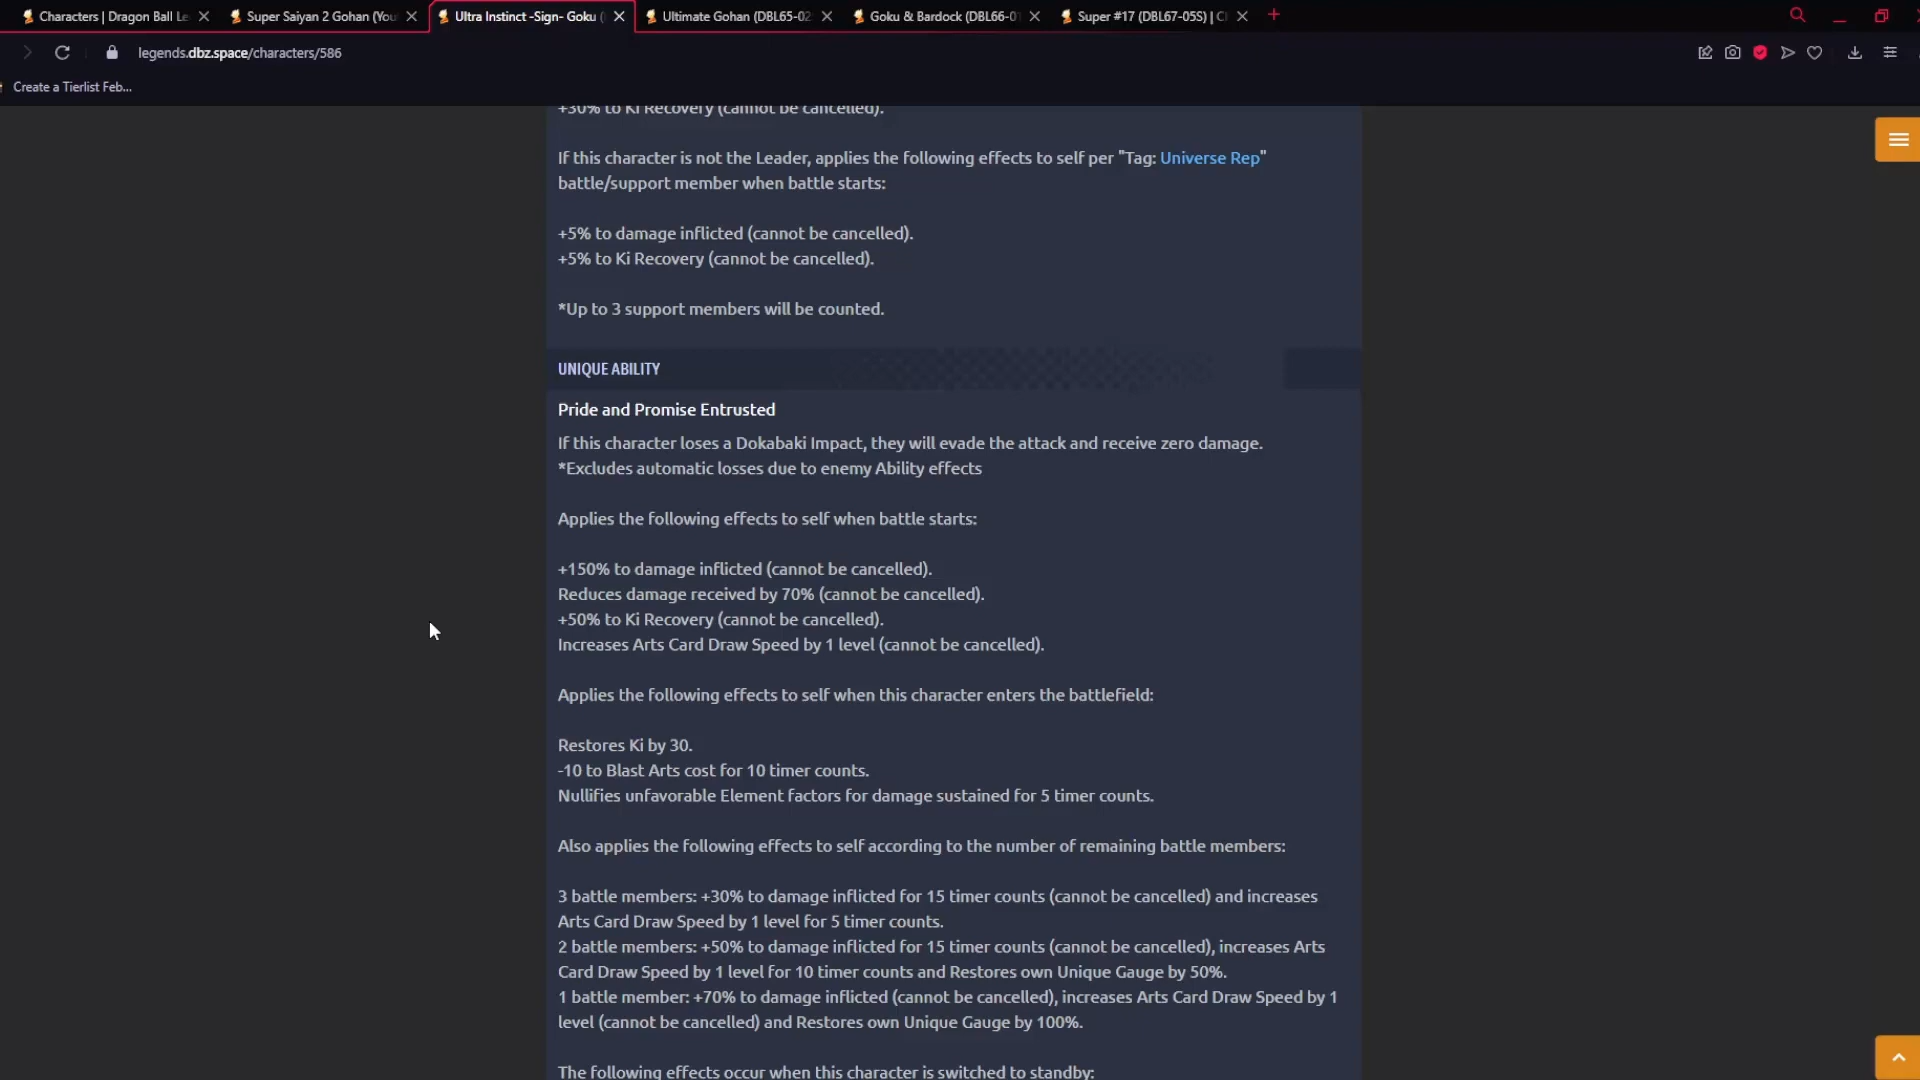 Characters | Dragon Ball Le
Super Saiyan 2 Gohan (You
Ultra Instinct -Sign- Goku (
Ultimate Gohan (DBL65-02
Goku & Bardock (DBL66-01
Super #17 (DBL67-05S) | C
legends.dbz.space/characters/586
Create a Tierlist Feb...
+30% to Ki Recovery (cannot be cancelled).
If this character is not the Leader, applies the following effects to self per "Tag: Universe Rep"
battle/support member when battle starts:
+5% to damage inflicted (cannot be cancelled).
+5% to Ki Recovery (cannot be cancelled).
*Up to 3 support members will be counted.
UNIQUE ABILITY
Pride and Promise Entrusted
If this character loses a Dokabaki Impact, they will evade the attack and receive zero damage.
*Excludes automatic losses due to enemy Ability effects
Applies the following effects to self when battle starts:
+150% to damage inflicted (cannot be cancelled).
Reduces damage received by 70% (cannot be cancelled).
+50% to Ki Recovery (cannot be cancelled).
Increases Arts Card Draw Speed by 1 level (cannot be cancelled).
Applies the following effects to self when this character enters the battlefield:
Restores Ki by 30.
-10 to Blast Arts cost for 10 timer counts.
Nullifies unfavorable Element factors for damage sustained for 5 timer counts.
Also applies the following effects to self according to the number of remaining battle members:
3 battle members: +30% to damage inflicted for 15 timer counts (cannot be cancelled) and increases
Arts Card Draw Speed by 1 level for 5 timer counts.
2 battle members: +50% to damage inflicted for 15 timer counts (cannot be cancelled), increases Arts
Card Draw Speed by 1 level for 10 timer counts and Restores own Unique Gauge by 50%.
1 battle member: +70% to damage inflicted (cannot be cancelled), increases Arts Card Draw Speed by 1
level (cannot be cancelled) and Restores own Unique Gauge by 100%.
The following effects occur when this character is switched to standby: